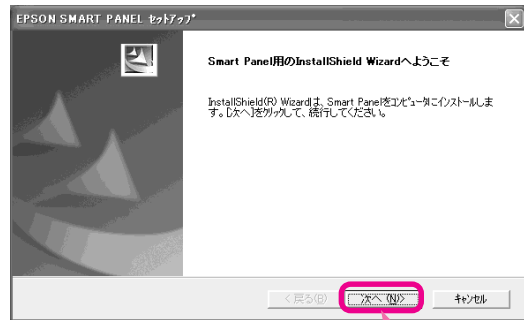 EPSON SMART PANEL ｾｯﾄｱｯﾌﾟ
Smart Panel用のInstallShield Wizardへようこそ
InstallShield(R) Wizardは、Smart Panelをｺﾝﾋﾟｭｰﾀにインストールしま
す。[次へ]をｸﾘｯｸして、続行してください。
< 戻る(B)
次へ (N)>
ｷｬﾝｾﾙ